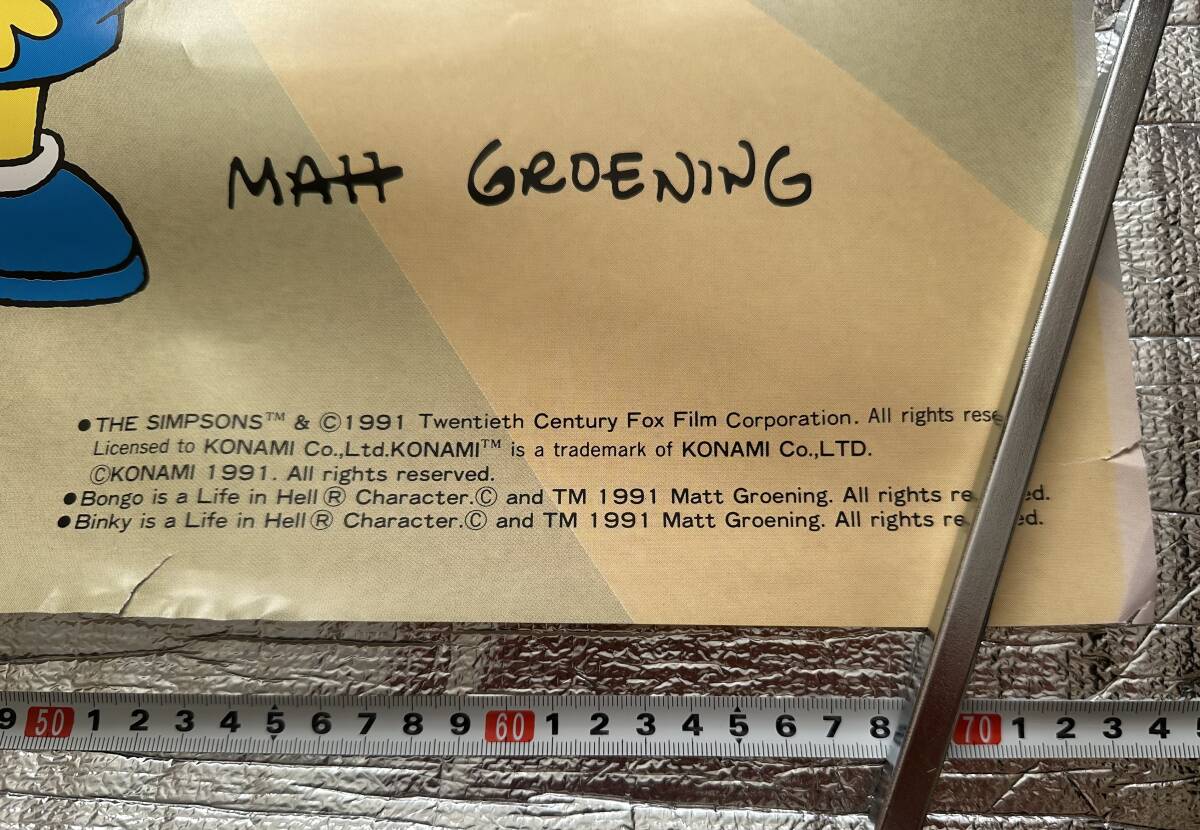 MATT GROENING
●THE SIMPSONS™ & ©1991 Twentieth Century Fox Film Corporation. All rights
Licensed to KONAMI Co.,Ltd.KONAMI™ is a trademark of KONAMI Co.,LTD.
©KONAMI 1991. All rights reserved.
●Bongo is a Life in Hell® Character.© and TM 1991 Matt Groening. All rights
●Binky is a Life in Hell® Character.© and TM 1991 Matt Groening. All rights
9 50 1 2 3 4 5 6 7 8 9 60 1 2 3 4 5 6 7 8 70 1 2 3 4